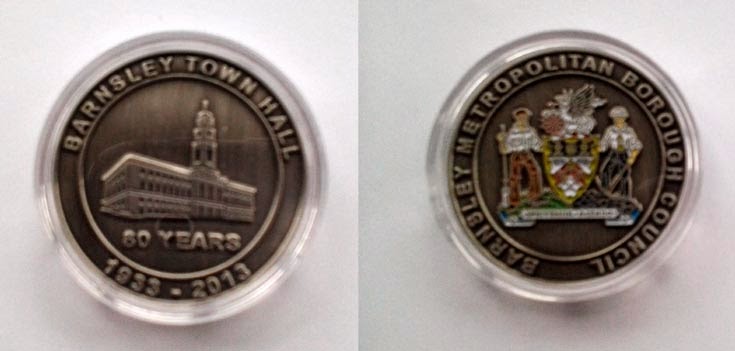 BARNSLEY TOWN HALL
80 YEARS
1933 - 2013
BARNSLEY METROPOLITAN BOROUGH COUNCIL